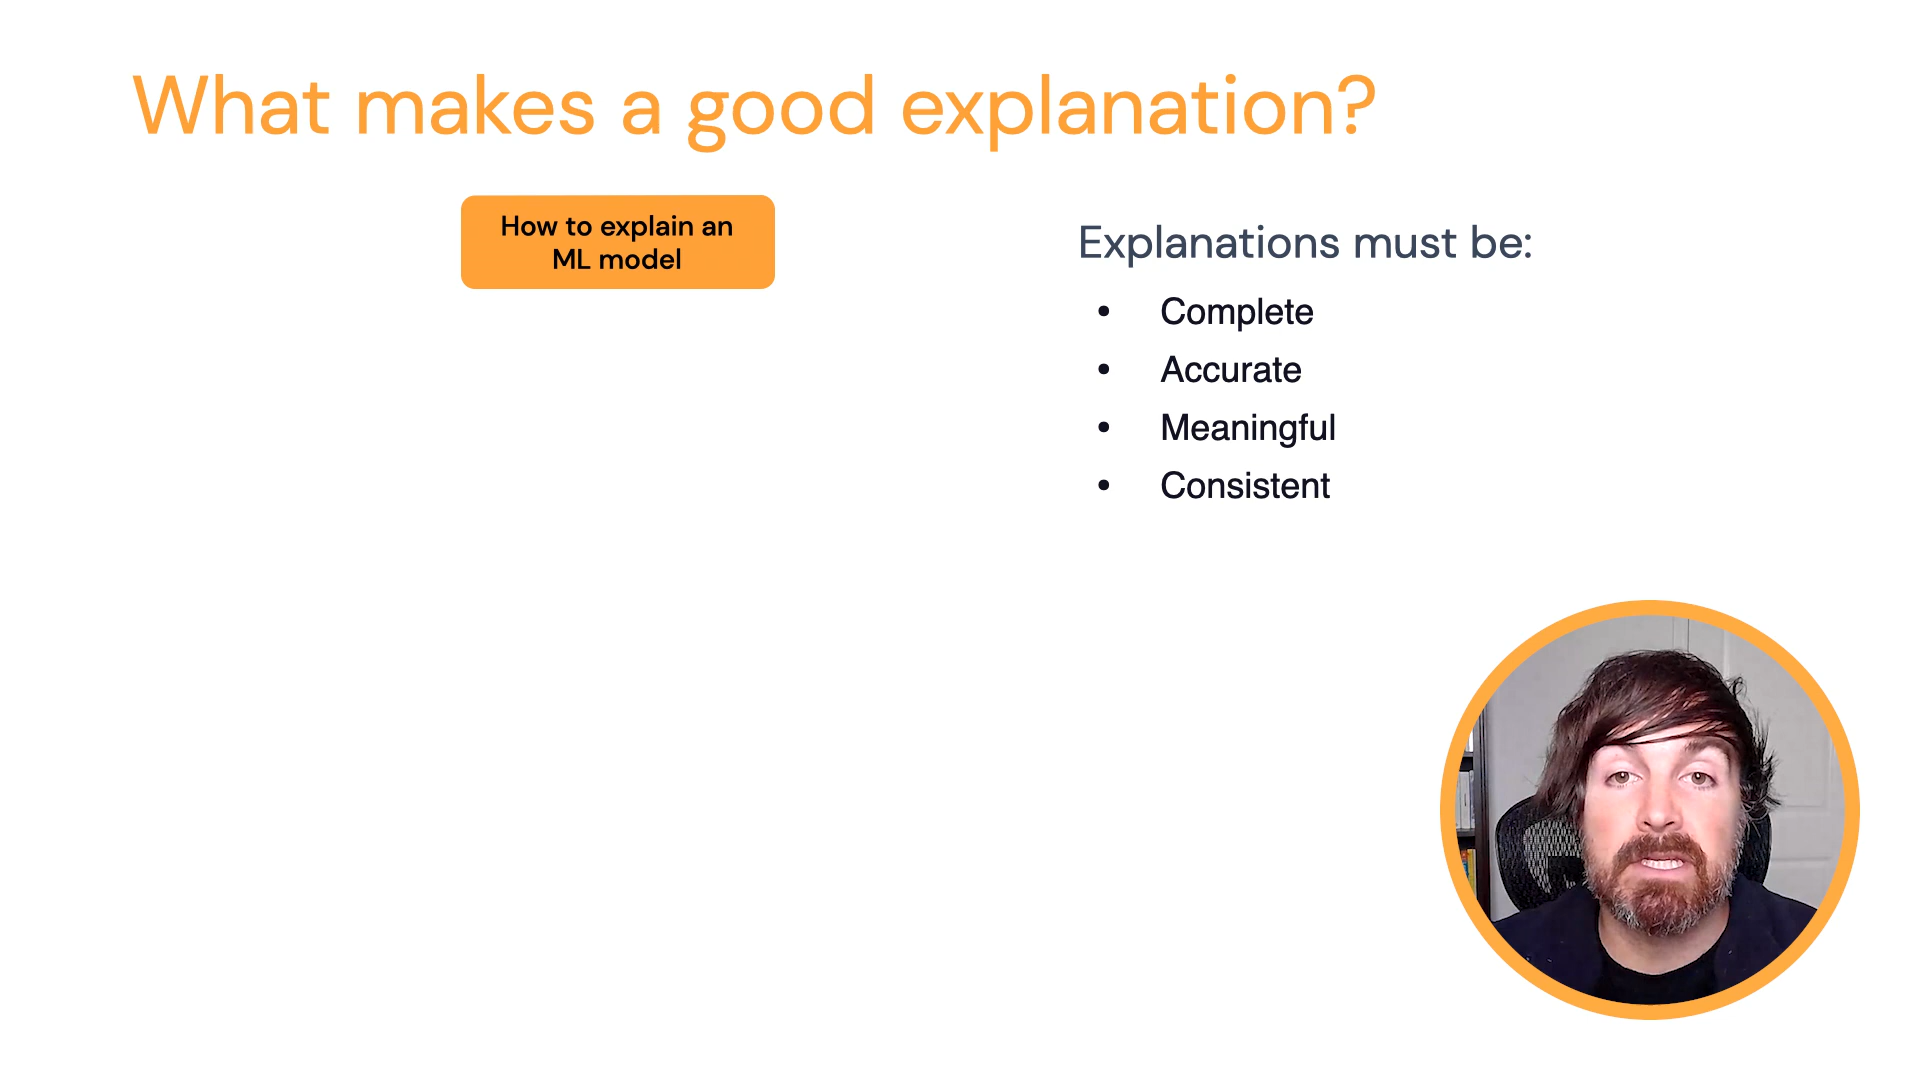 What makes a good explanation?
How to explain an
ML model
Explanations must be:
• Complete
• Accurate
• Meaningful
• Consistent